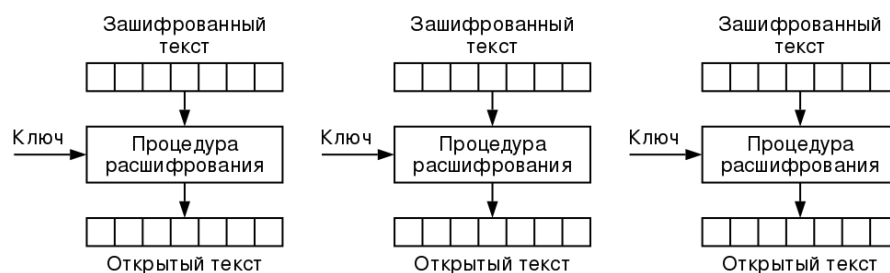 Зашифрованный
текст
Ключ
Процедура
расшифрования
Открытый текст
Зашифрованный
текст
Ключ
Процедура
расшифрования
Открытый текст
Зашифрованный
текст
Ключ
Процедура
расшифрования
Открытый текст